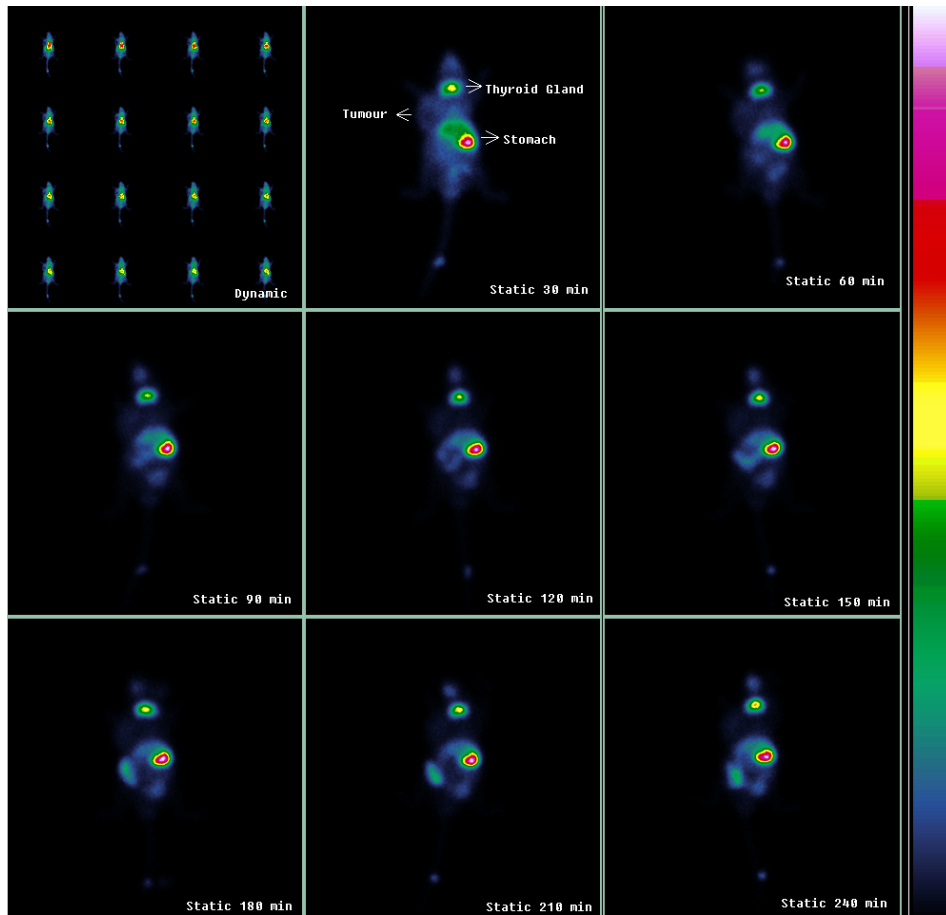 Dynamic
Thyroid Gland
Tumour
Stomach
Static 30 min
Static 60 min
Static 90 min
Static 120 min
Static 150 min
Static 180 min
Static 210 min
Static 240 min